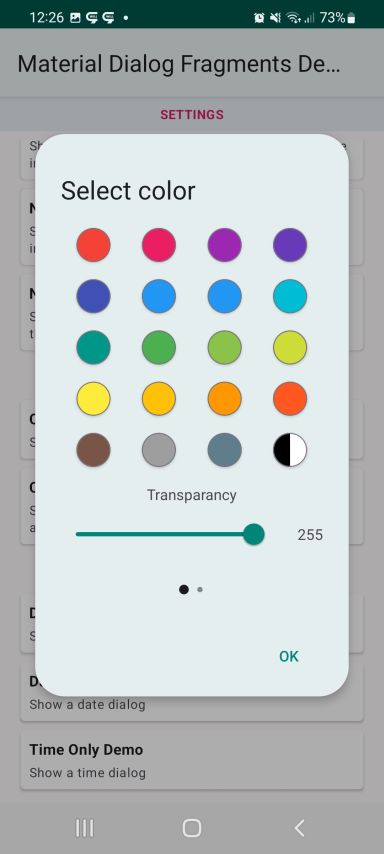 12:26
73%
Material Dialog Fragments De...
SETTINGS
Select color
Transparancy
255
OK
Show a date dialog
Time Only Demo
Show a time dialog